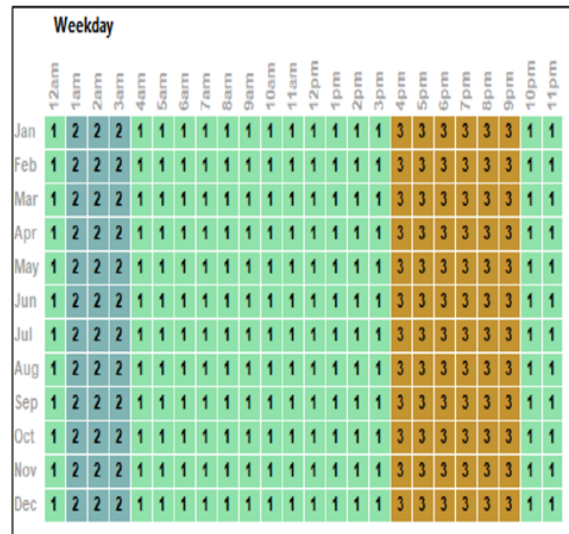 Weekday
12am 1am 2am 3am 4am 5am 6am 7am 8am 9am 10am 11am 12pm 1pm 2pm 3pm 4pm 5pm 6pm 7pm 8pm 9pm 10pm 11pm
Jan 1 2 2 2 1 1 1 1 1 1 1 1 1 1 1 1 3 3 3 3 3 3 1 1
Feb 1 2 2 2 1 1 1 1 1 1 1 1 1 1 1 1 3 3 3 3 3 3 1 1
Mar 1 2 2 2 1 1 1 1 1 1 1 1 1 1 1 1 3 3 3 3 3 3 1 1
Apr 1 2 2 2 1 1 1 1 1 1 1 1 1 1 1 1 3 3 3 3 3 3 1 1
May 1 2 2 2 1 1 1 1 1 1 1 1 1 1 1 1 3 3 3 3 3 3 1 1
Jun 1 2 2 2 1 1 1 1 1 1 1 1 1 1 1 1 3 3 3 3 3 3 1 1
Jul 1 2 2 2 1 1 1 1 1 1 1 1 1 1 1 1 3 3 3 3 3 3 1 1
Aug 1 2 2 2 1 1 1 1 1 1 1 1 1 1 1 1 3 3 3 3 3 3 1 1
Sep 1 2 2 2 1 1 1 1 1 1 1 1 1 1 1 1 3 3 3 3 3 3 1 1
Oct 1 2 2 2 1 1 1 1 1 1 1 1 1 1 1 1 3 3 3 3 3 3 1 1
Nov 1 2 2 2 1 1 1 1 1 1 1 1 1 1 1 1 3 3 3 3 3 3 1 1
Dec 1 2 2 2 1 1 1 1 1 1 1 1 1 1 1 1 3 3 3 3 3 3 1 1